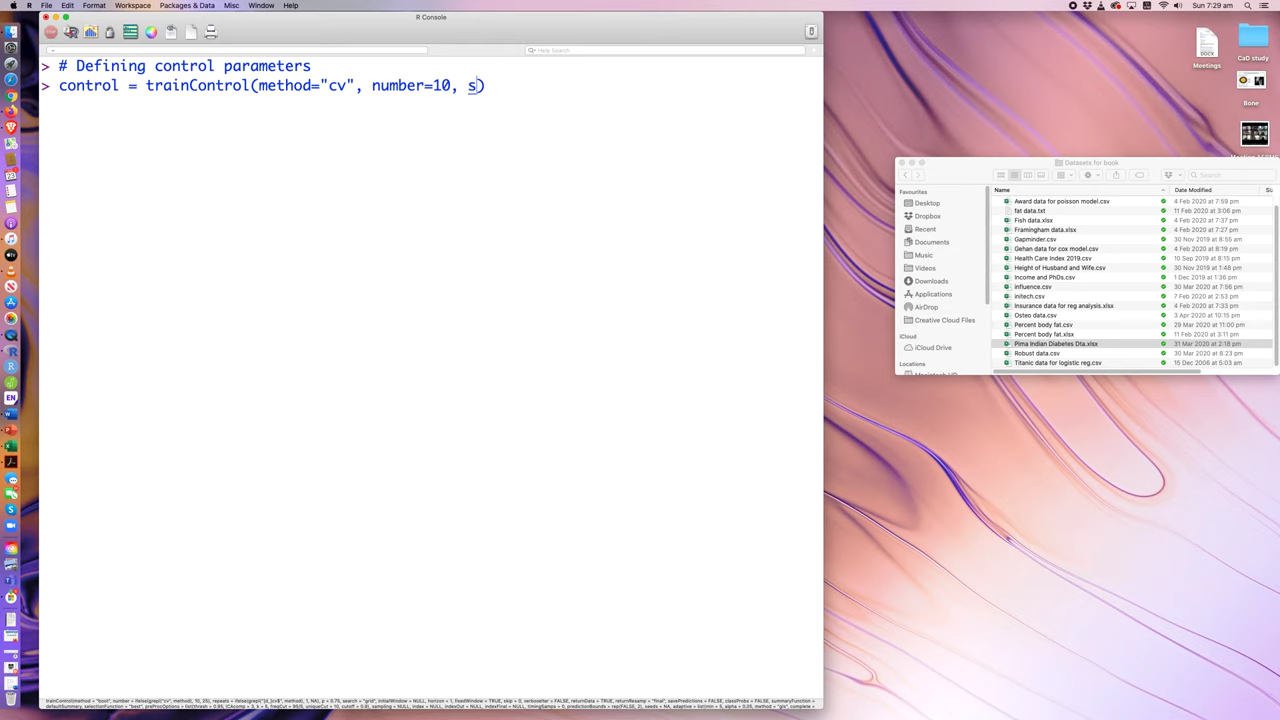 R File Edit Format Workspace Packages & Data Misc Window Help Sun 7:29 am
R Console
Help Search
> # Defining control parameters
> control = trainControl(method="cv", number=10, s)
Meetings
CaD study
Bone
Datasets for book
Search
Favourites
Desktop
Dropbox
Recent
Documents
Music
Videos
Downloads
Applications
AirDrop
Creative Cloud Files
iCloud
iCloud Drive
Locations
Name Date Modified
Award data for poisson model.csv 4 Feb 2020 at 7:59 pm
fat data.txt 11 Feb 2020 at 3:06 pm
Fish data.xlsx 4 Feb 2020 at 7:37 pm
Framingham data.xlsx 4 Feb 2020 at 7:27 pm
Gapminder.csv 30 Nov 2019 at 8:55 am
Gehan data for cox model.csv 4 Feb 2020 at 8:19 pm
Health Care Index 2019.csv 10 Sep 2019 at 8:15 pm
Height of Husband and Wife.csv 30 Nov 2019 at 1:48 pm
Income and PhDs.csv 1 Dec 2019 at 1:36 pm
influence.csv 30 Mar 2020 at 7:56 pm
initech.csv 7 Feb 2020 at 2:53 pm
Insurance data for reg analysis.xlsx 4 Feb 2020 at 7:33 pm
Osteo data.csv 3 Apr 2020 at 10:15 pm
Percent body fat.csv 29 Mar 2020 at 11:00 pm
Percent body fat.xlsx 11 Feb 2020 at 3:11 pm
Pima Indian Diabetes Dta.xlsx 31 Mar 2020 at 2:18 pm
Robust data.csv 30 Mar 2020 at 8:23 pm
Titanic data for logistic reg.csv 15 Dec 2006 at 5:03 am